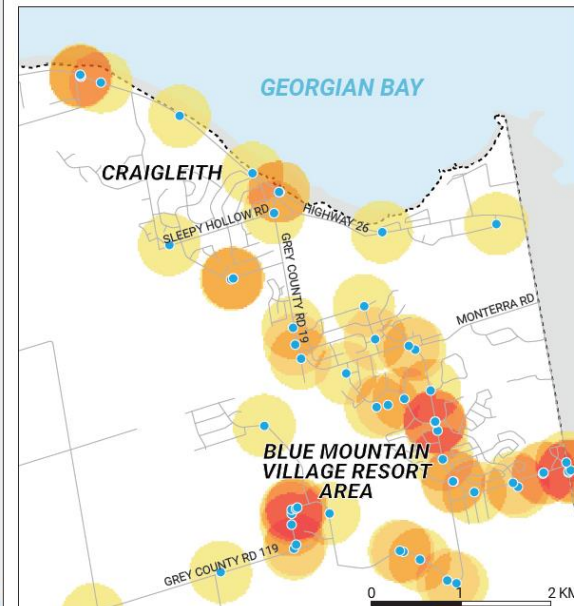 GEORGIAN BAY
CRAIGLEITH
SLEEPY HOLLOW RD
HIGHWAY 26
GREY COUNTY RD 19
MONTERRA RD
BLUE MOUNTAIN
VILLAGE RESORT
AREA
GREY COUNTY RD 119
0 1 2 KM